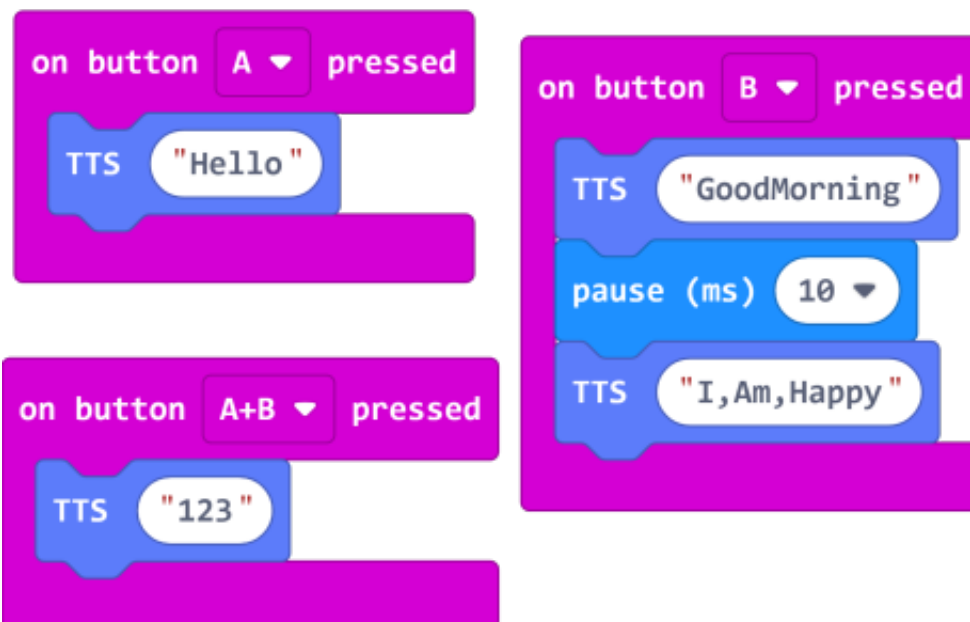 on button A pressed
TTS "Hello"
on button B pressed
TTS "GoodMorning"
pause (ms) 10
TTS "I,Am,Happy"
on button A+B pressed
TTS "123"